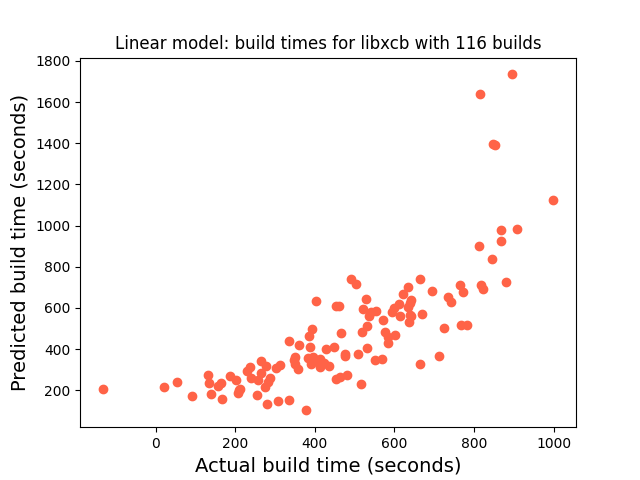 Linear model: build times for libxcb with 116 builds
Predicted build time (seconds)
1800
1600
1400
1200
1000
800
600
400
200
0 200 400 600 800 1000
Actual build time (seconds)